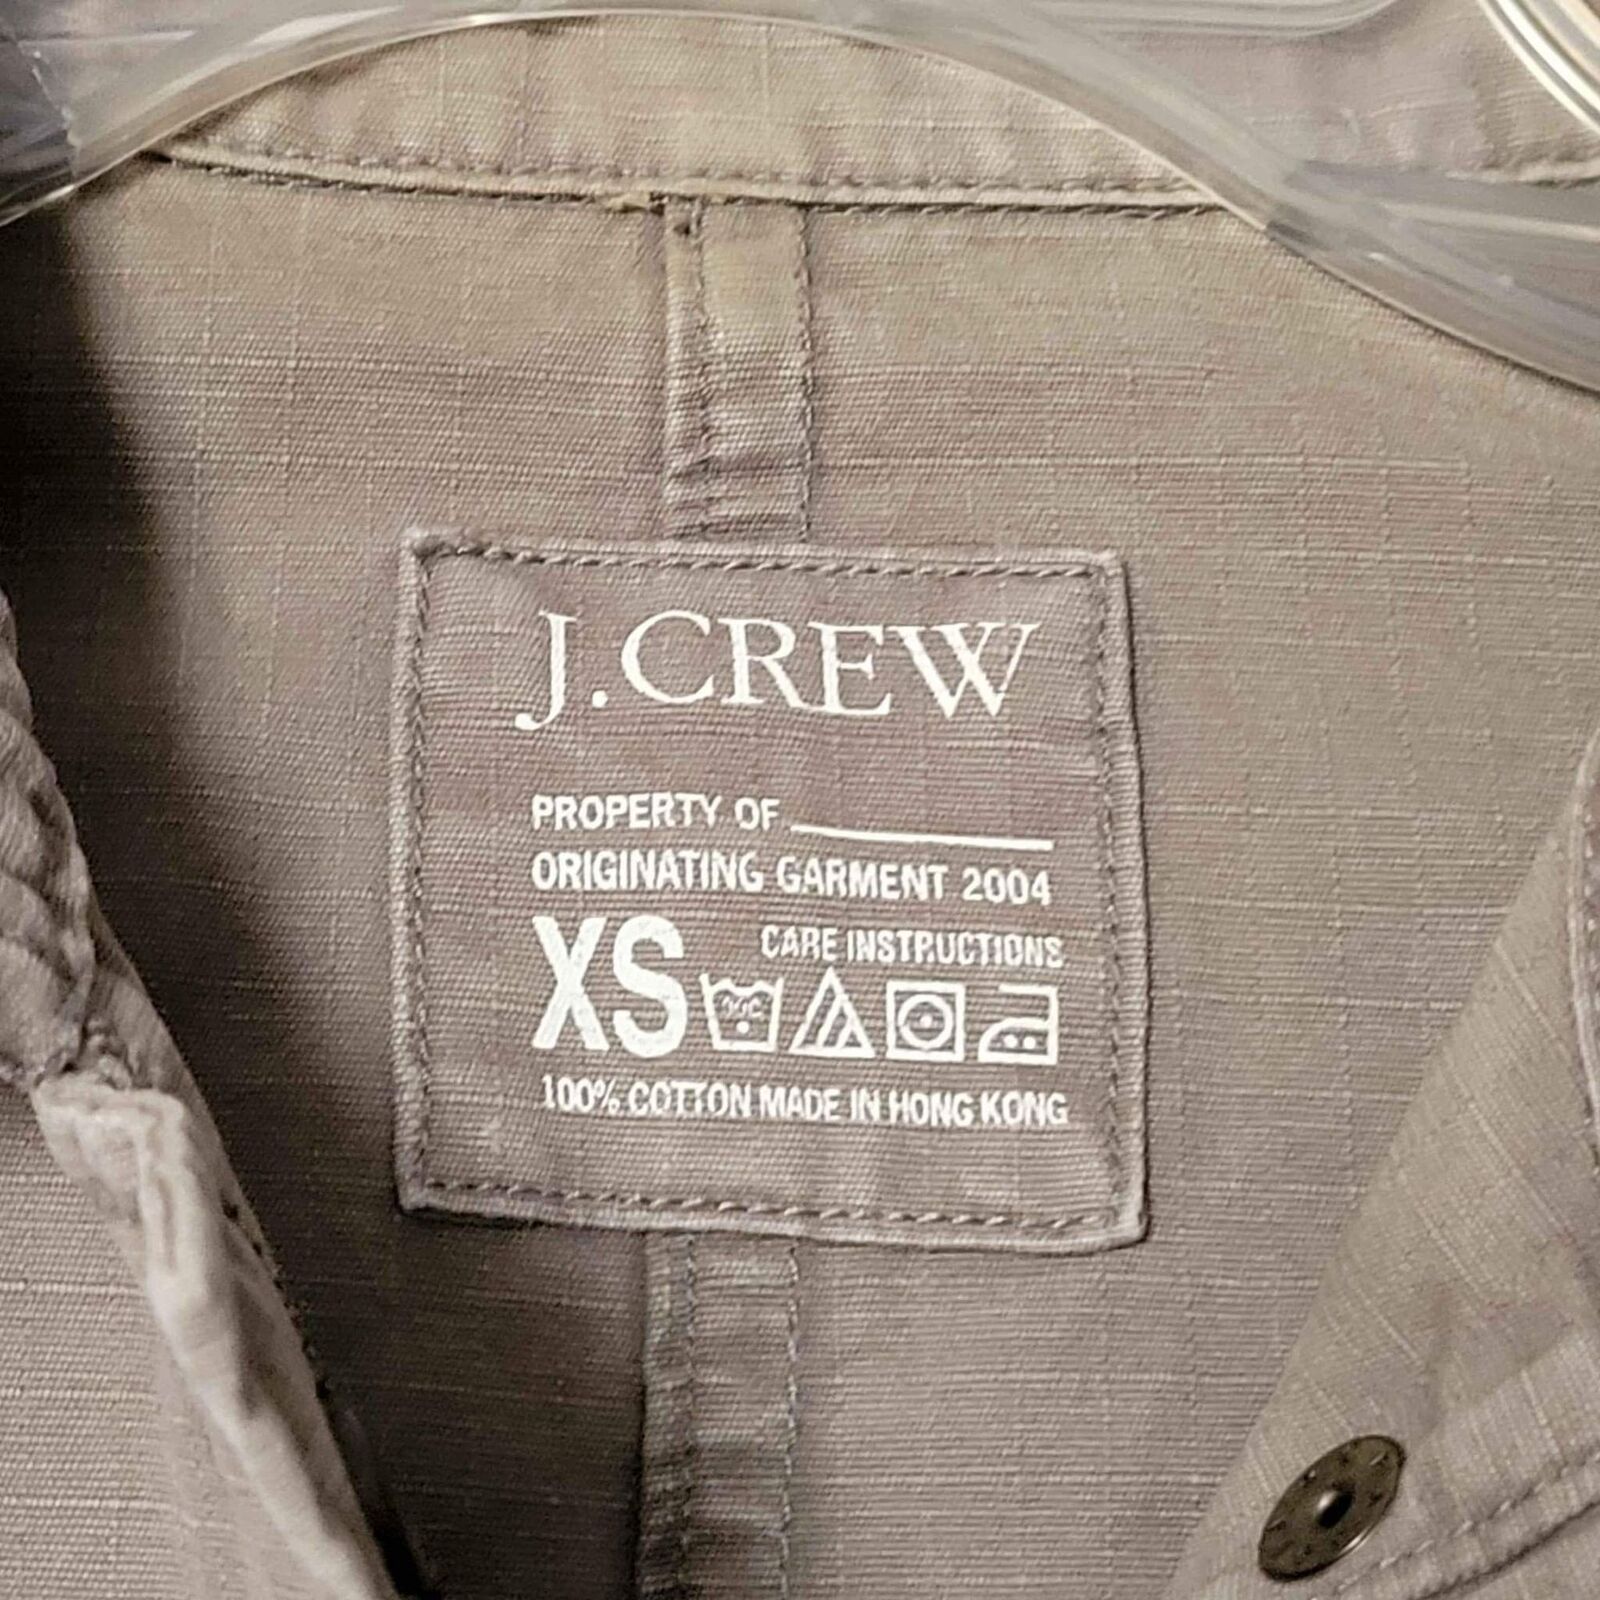 J.CREW
PROPERTY OF
ORIGINATING GARMENT 2004
XS CARE INSTRUCTIONS
100% COTTON MADE IN HONG KONG